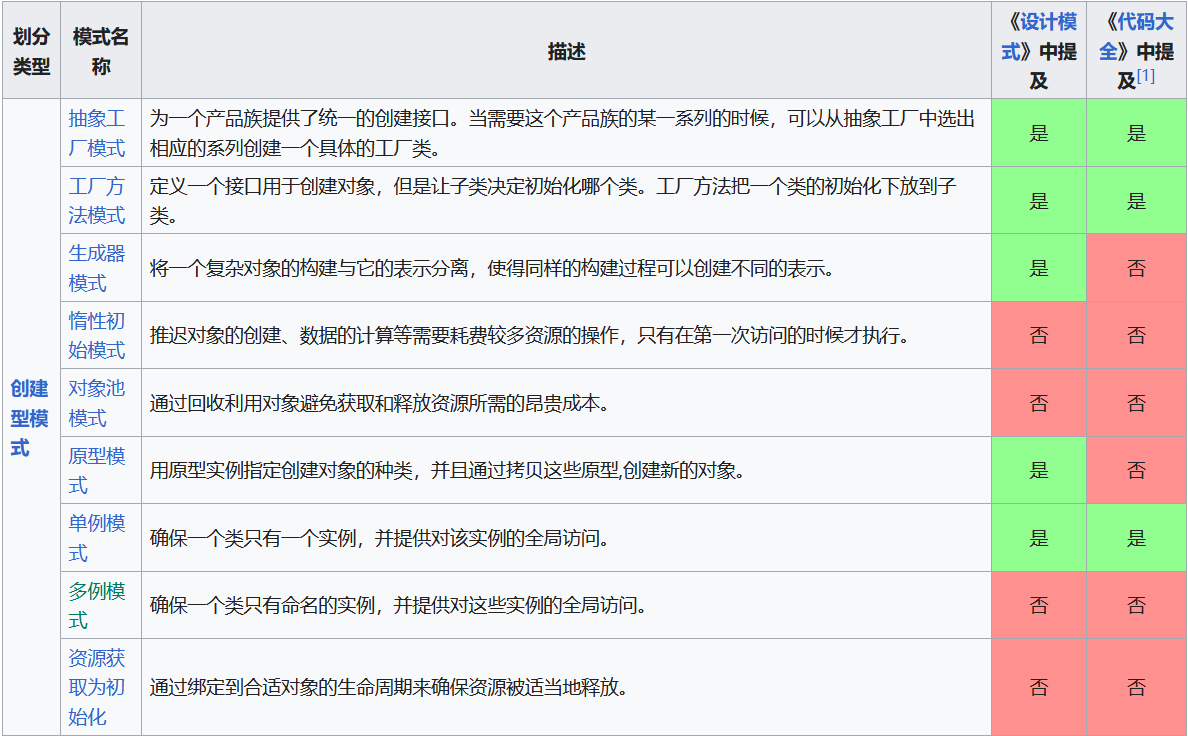 划分
类型
模式名
称
描述
《设计模
式》中提
及
《代码大
全》中提
及[1]
创建
型模
式
抽象工
厂模式
为一个产品族提供了统一的创建接口。当需要这个产品族的某一系列的时候，可以从抽象工厂中选出
相应的系列创建一个具体的工厂类。
是
是
工厂方
法模式
定义一个接口用于创建对象，但是让子类决定初始化哪个类。工厂方法把一个类的初始化下放到子
类。
是
是
生成器
模式
将一个复杂对象的构建与它的表示分离，使得同样的构建过程可以创建不同的表示。
是
否
惰性初
始模式
推迟对象的创建、数据的计算等需要耗费较多资源的操作，只有在第一次访问的时候才执行。
否
否
对象池
模式
通过回收利用对象避免获取和释放资源所需的昂贵成本。
否
否
原型模
式
用原型实例指定创建对象的种类，并且通过拷贝这些原型,创建新的对象。
是
否
单例模
式
确保一个类只有一个实例，并提供对该实例的全局访问。
是
是
多例模
式
确保一个类只有命名的实例，并提供对这些实例的全局访问。
否
否
资源获
取为初
始化
通过绑定到合适对象的生命周期来确保资源被适当地释放。
否
否